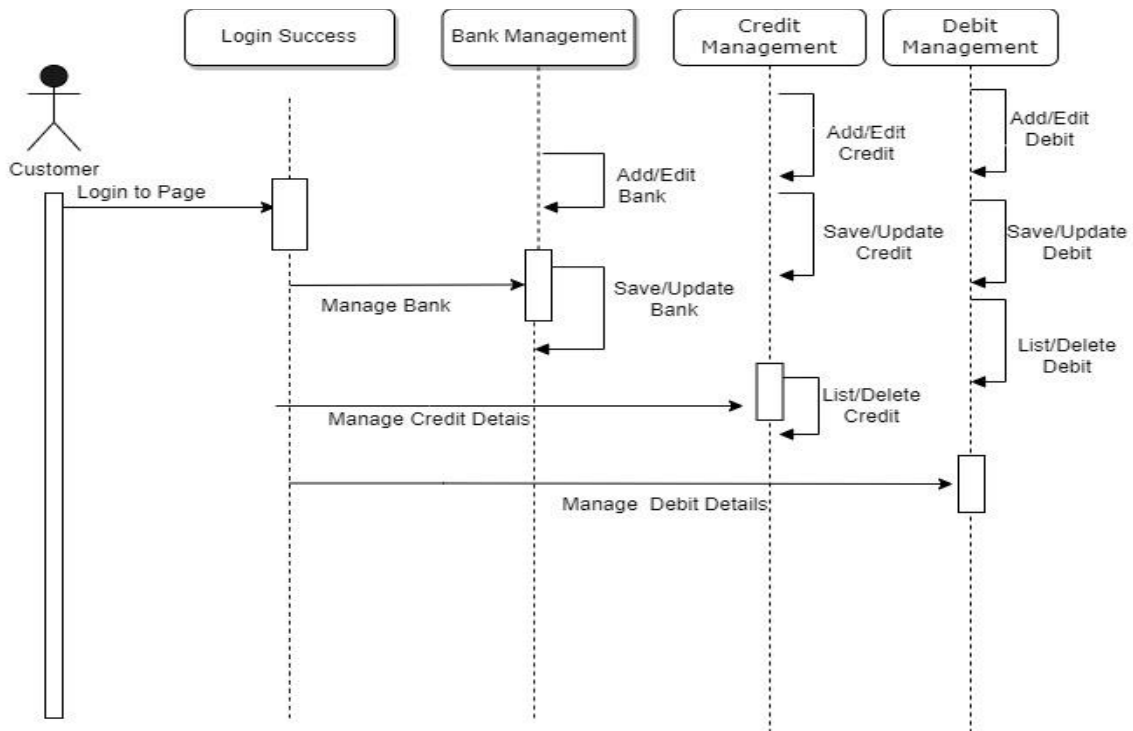 Login Success
Bank Management
Credit
Management
Debit
Management
Customer
Login to Page
Add/Edit
Bank
Add/Edit
Credit
Add/Edit
Debit
Save/Update
Credit
Save/Update
Debit
Manage Bank
Save/Update
Bank
List/Delete
Debit
Manage Credit Detais
List/Delete
Credit
Manage Debit Details